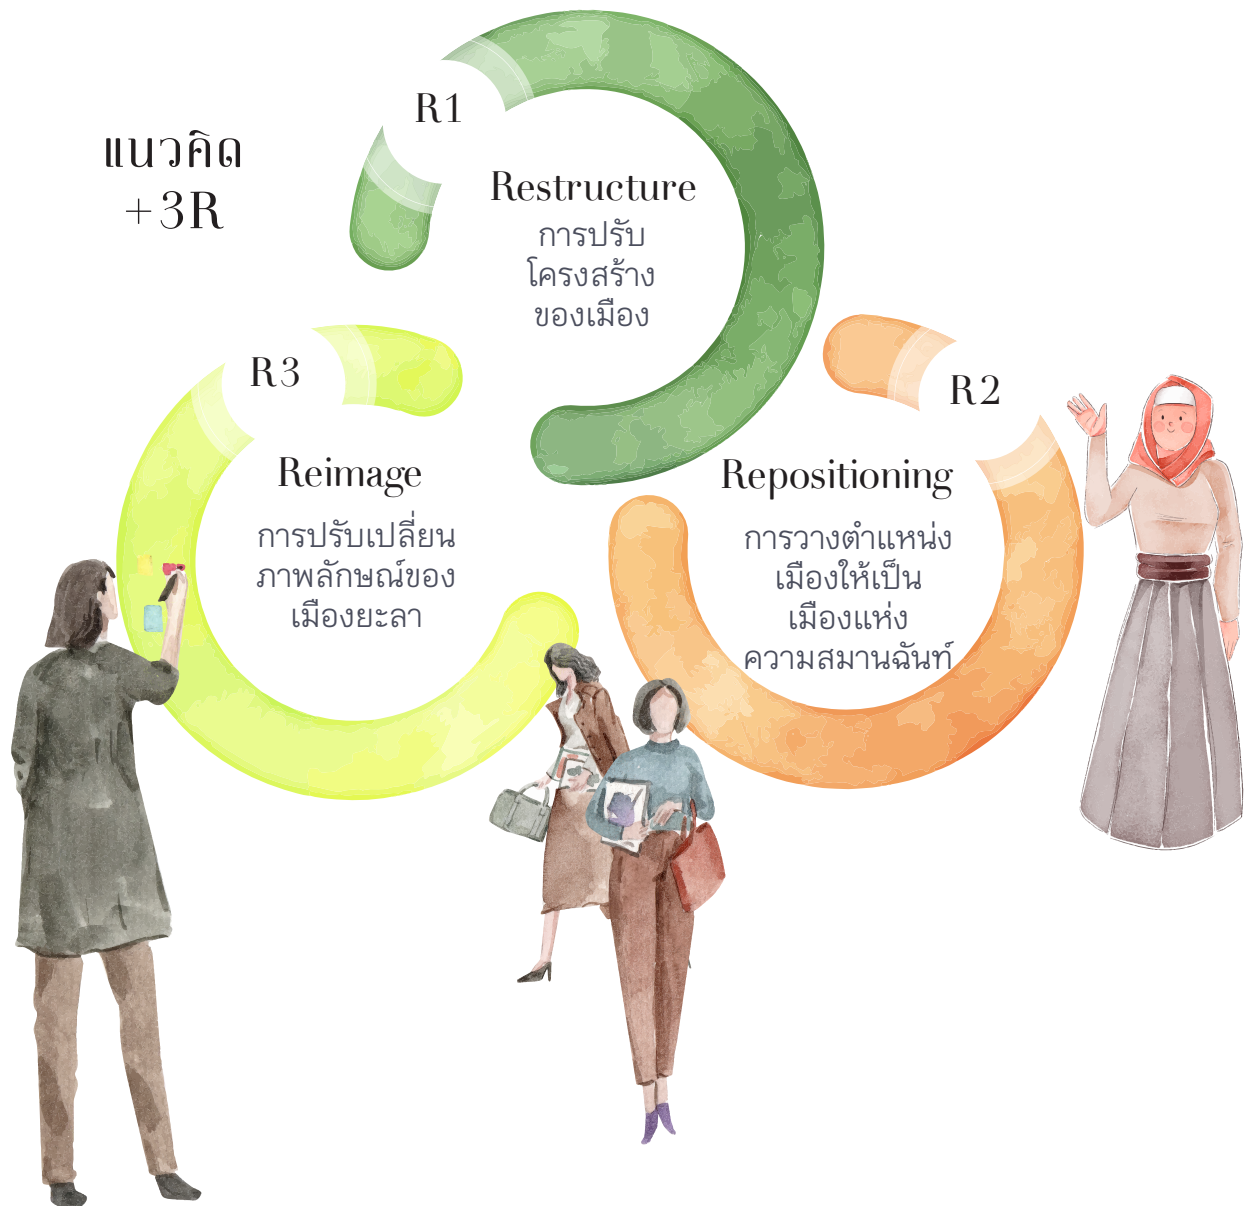 แนวคิด
+3R
R1
Restructure
การปรับ
โครงสร้าง
ของเมือง
R2
Repositioning
การวางตำแหน่ง
เมืองให้เป็น
เมืองแห่ง
ความสมานฉันท์
R3
Reimage
การปรับเปลี่ยน
ภาพลักษณ์ของ
เมืองยะลา